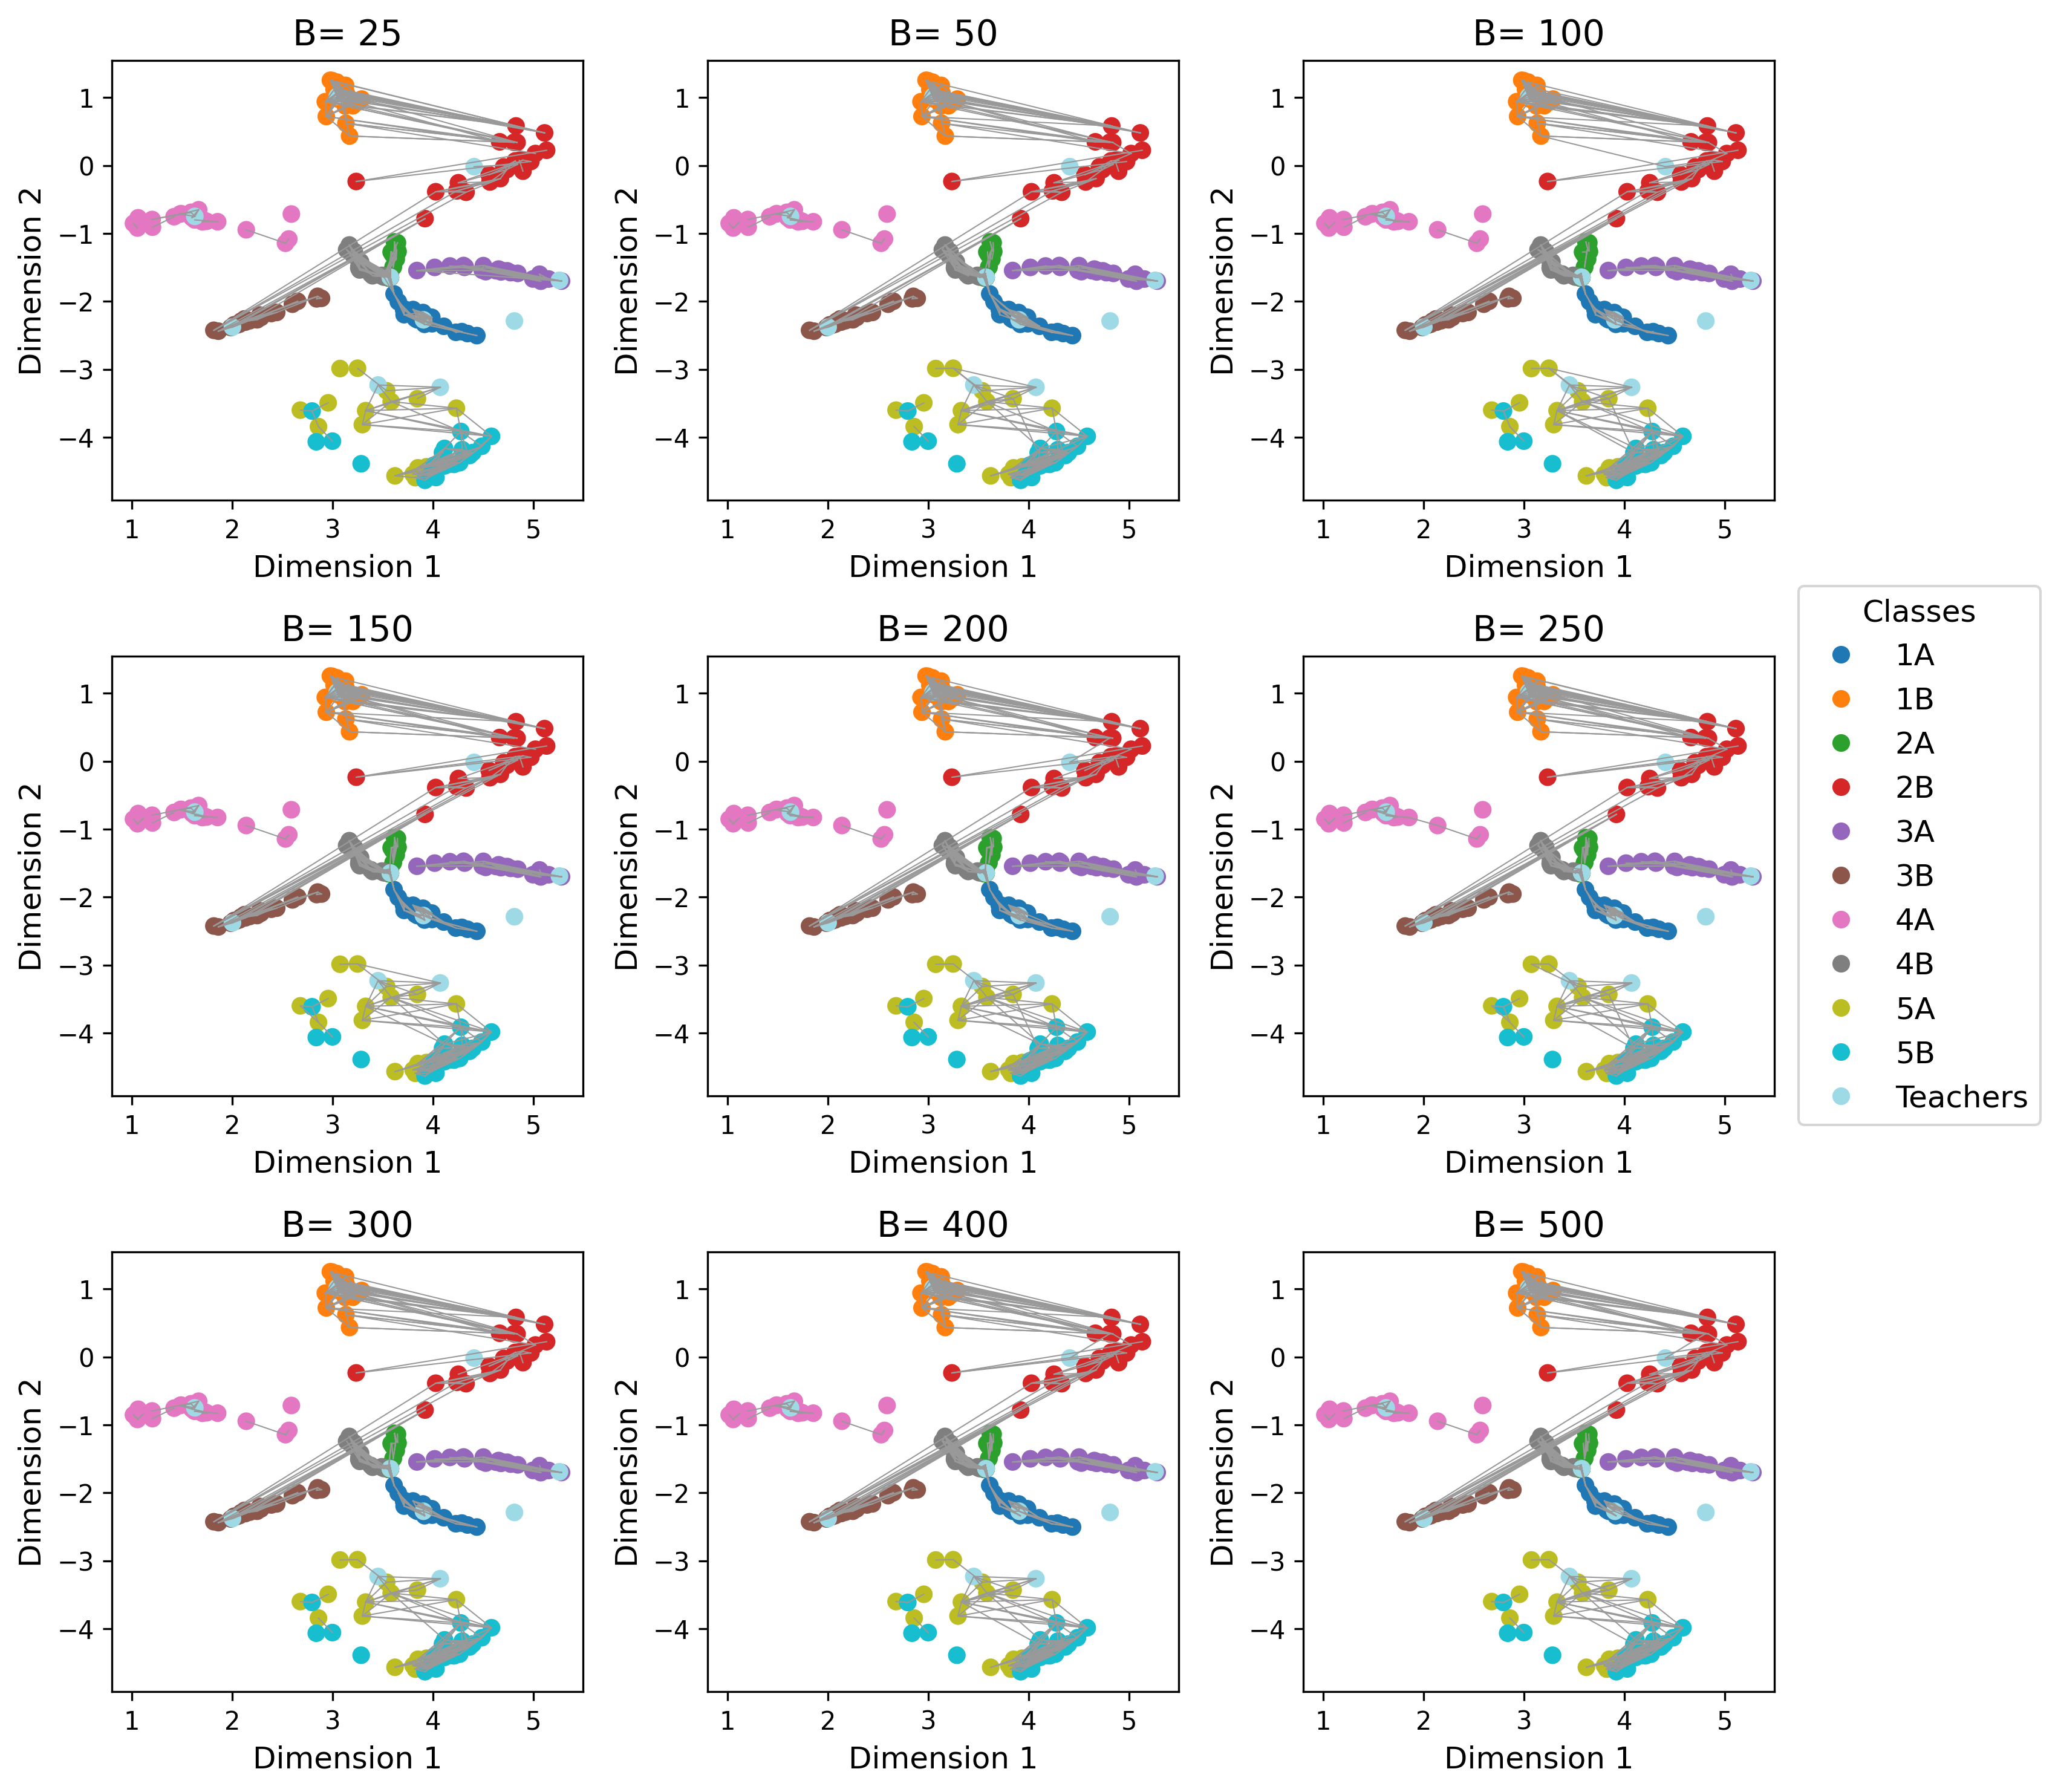 B= 25 B= 50 B= 100
1 1 1
0 0 0
−1 −1 −1
−2 −2 −2
−3 −3 −3
−4 −4 −4
Dimension 2 Dimension 2 Dimension 2
1 2 3 4 5 1 2 3 4 5 1 2 3 4 5
Dimension 1 Dimension 1 Dimension 1
B= 150 B= 200 B= 250
1 1 1
0 0 0
−1 −1 −1
−2 −2 −2
−3 −3 −3
−4 −4 −4
Dimension 2 Dimension 2 Dimension 2
1 2 3 4 5 1 2 3 4 5 1 2 3 4 5
Dimension 1 Dimension 1 Dimension 1
Classes
1A
1B
2A
2B
3A
3B
4A
4B
5A
5B
Teachers
B= 300 B= 400 B= 500
1 1 1
0 0 0
−1 −1 −1
−2 −2 −2
−3 −3 −3
−4 −4 −4
Dimension 2 Dimension 2 Dimension 2
1 2 3 4 5 1 2 3 4 5 1 2 3 4 5
Dimension 1 Dimension 1 Dimension 1